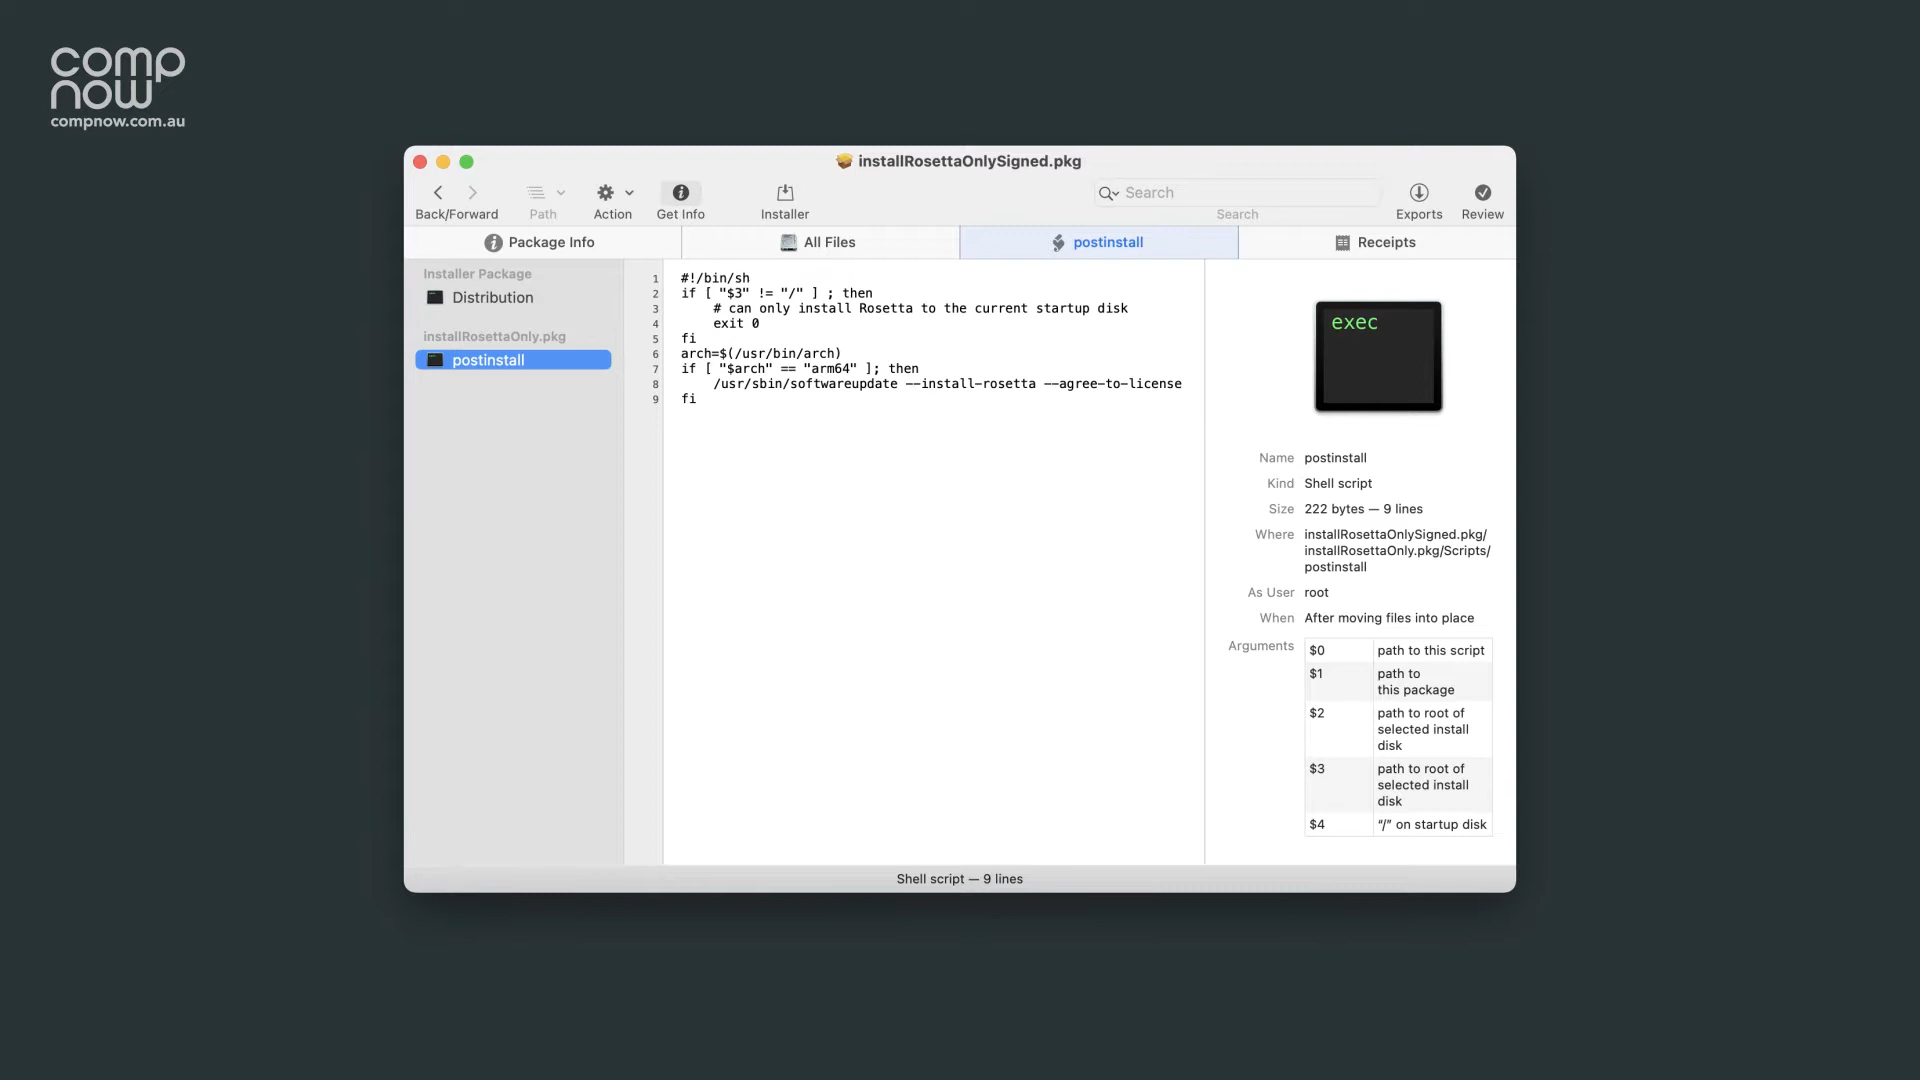 comp
now
compnow.com.au
installRosettaOnlySigned.pkg
Back/Forward
Path
Action
Get Info
Installer
Search
Search
Exports
Review
Package Info
All Files
postinstall
Receipts
Installer Package
Distribution
installRosettaOnly.pkg
postinstall
1 #!/bin/sh
2 if [ "$3" != "/" ] ; then
3     # can only install Rosetta to the current startup disk
4     exit 0
5 fi
6 arch=$(/usr/bin/arch)
7 if [ "$arch" == "arm64" ]; then
8     /usr/sbin/softwareupdate --install-rosetta --agree-to-license
9 fi
exec
Name postinstall
Kind Shell script
Size 222 bytes — 9 lines
Where installRosettaOnlySigned.pkg/
installRosettaOnly.pkg/Scripts/
postinstall
As User root
When After moving files into place
Arguments
$0 path to this script
$1 path to
this package
$2 path to root of
selected install
disk
$3 path to root of
selected install
disk
$4 “/” on startup disk
Shell script — 9 lines